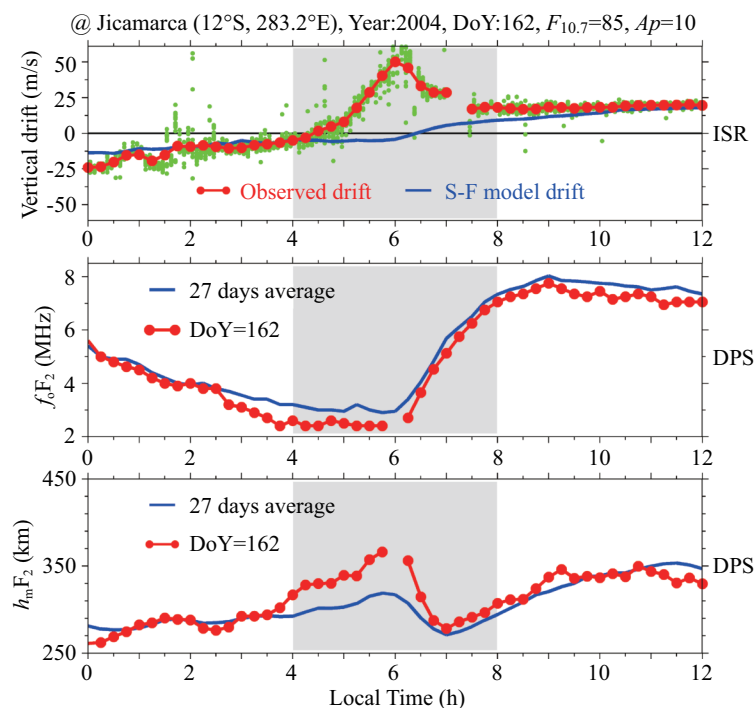 @ Jicamarca (12°S, 283.2°E), Year:2004, DoY:162, F10.7=85, Ap=10
Vertical drift (m/s)
50
25
0
-25
-50
Observed drift
S-F model drift
ISR
0 2 4 6 8 10 12
foF2 (MHz)
8
6
4
2
27 days average
DoY=162
DPS
0 2 4 6 8 10 12
hmF2 (km)
450
350
250
27 days average
DoY=162
DPS
0 2 4 6 8 10 12
Local Time (h)